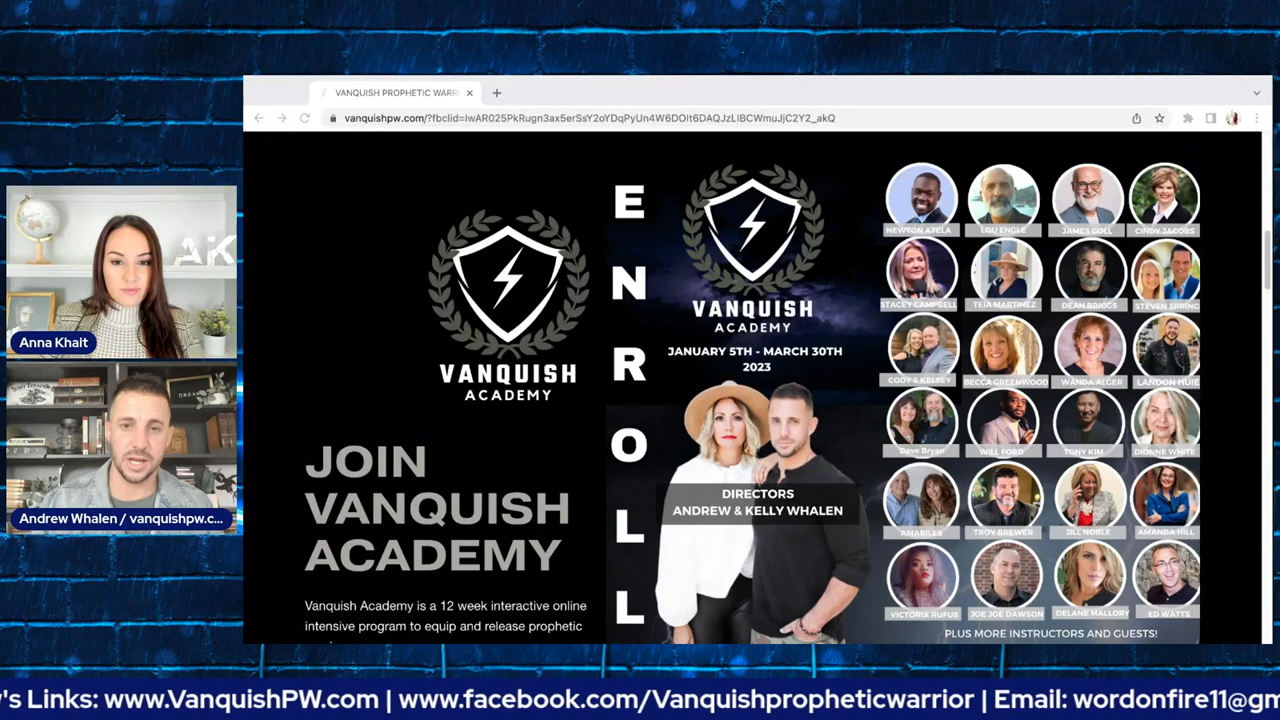 VANQUISH PROPHETIC WARRI
vanquishpw.com/?fbclid=IwAR025PkRugn3ax5erSsY2oYDqPyUn4W6DOIt6DAQJzLIBCWmuJjC2Y2_akQ
AK
Anna Khait
DREAM
Andrew Whalen / vanquishpw.c...
VANQUISH
ACADEMY
JOIN
VANQUISH
ACADEMY
Vanquish Academy is a 12 week interactive online
intensive program to equip and release prophetic
ENROLL
VANQUISH
ACADEMY
JANUARY 5TH - MARCH 30TH
2023
DIRECTORS
ANDREW & KELLY WHALEN
NEWTON ATELA LOU ENGLE JAMES GOLL CINDY JACOBS
STACEY CAMPBELL TEIA MARTINEZ DEAN BRIGGS STEVEN SPRING
CODY & KELSEY BECCA GREENWOOD WANDA ALGER LANDON HUIE
Dave Bryan WILL FORD TONY KIM DIONNE WHITE
AMABILES TROY BREWER JILL NOBLE AMANDA HILL
VICTORIA RUFUS JOE JOE DAWSON DELANE MALLORY ED WATTS
PLUS MORE INSTRUCTORS AND GUESTS!
w's Links: www.VanquishPW.com | www.facebook.com/Vanquishpropheticwarrior | Email: wordonfire11@gm